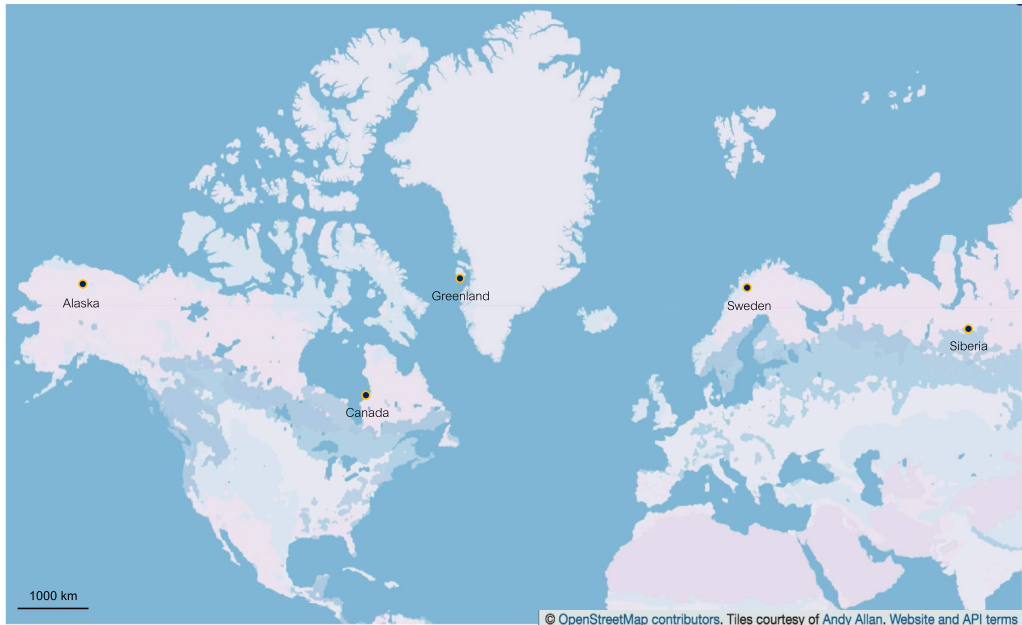 Alaska
Greenland
Sweden
Siberia
Canada
1000 km
© OpenStreetMap contributors. Tiles courtesy of Andy Allan. Website and API terms